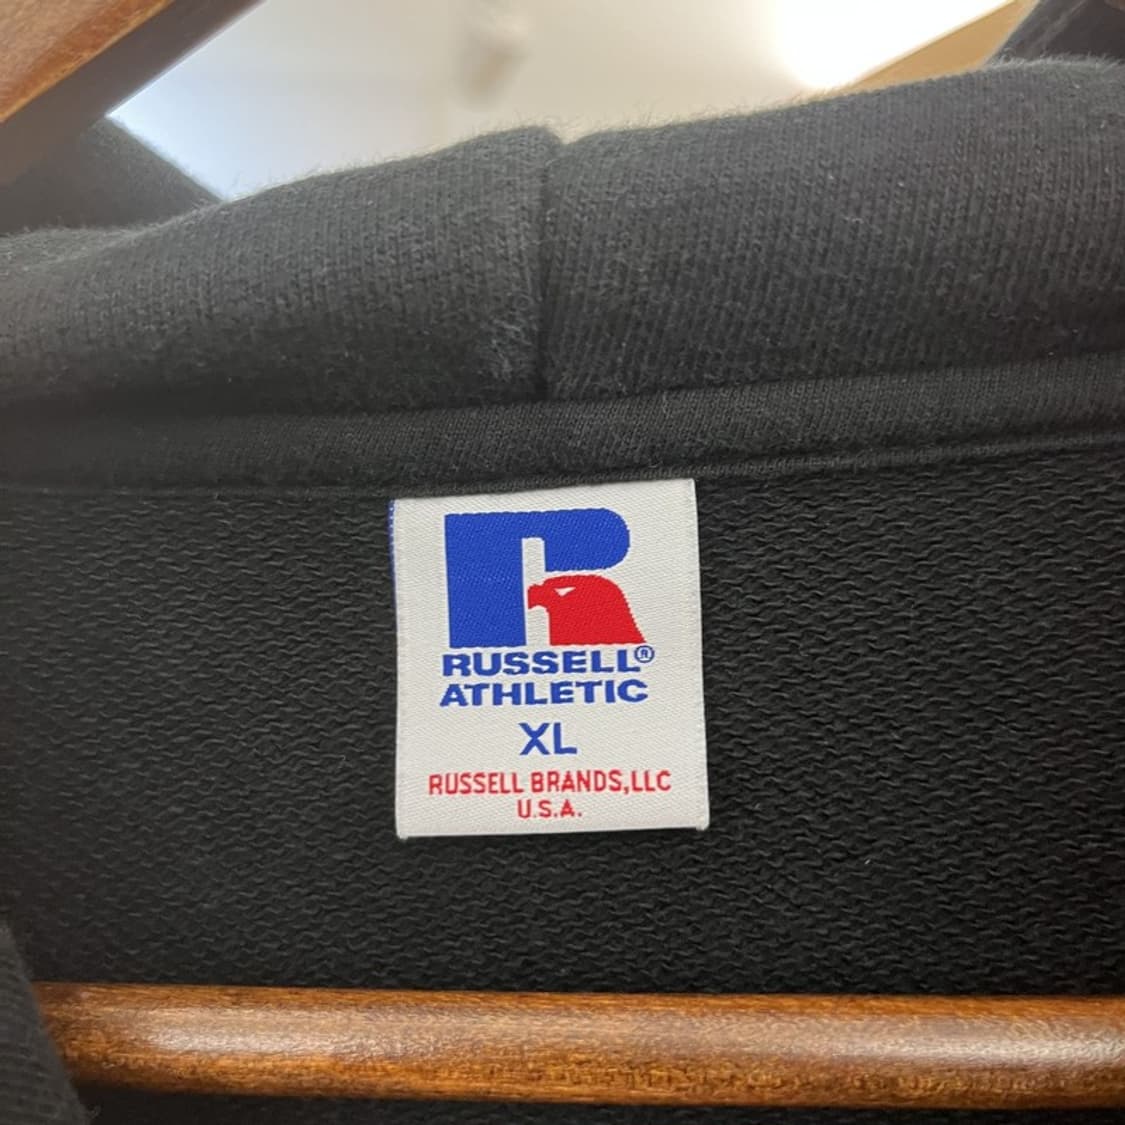 R
RUSSELL®
ATHLETIC
XL
RUSSELL BRANDS,LLC
U.S.A.